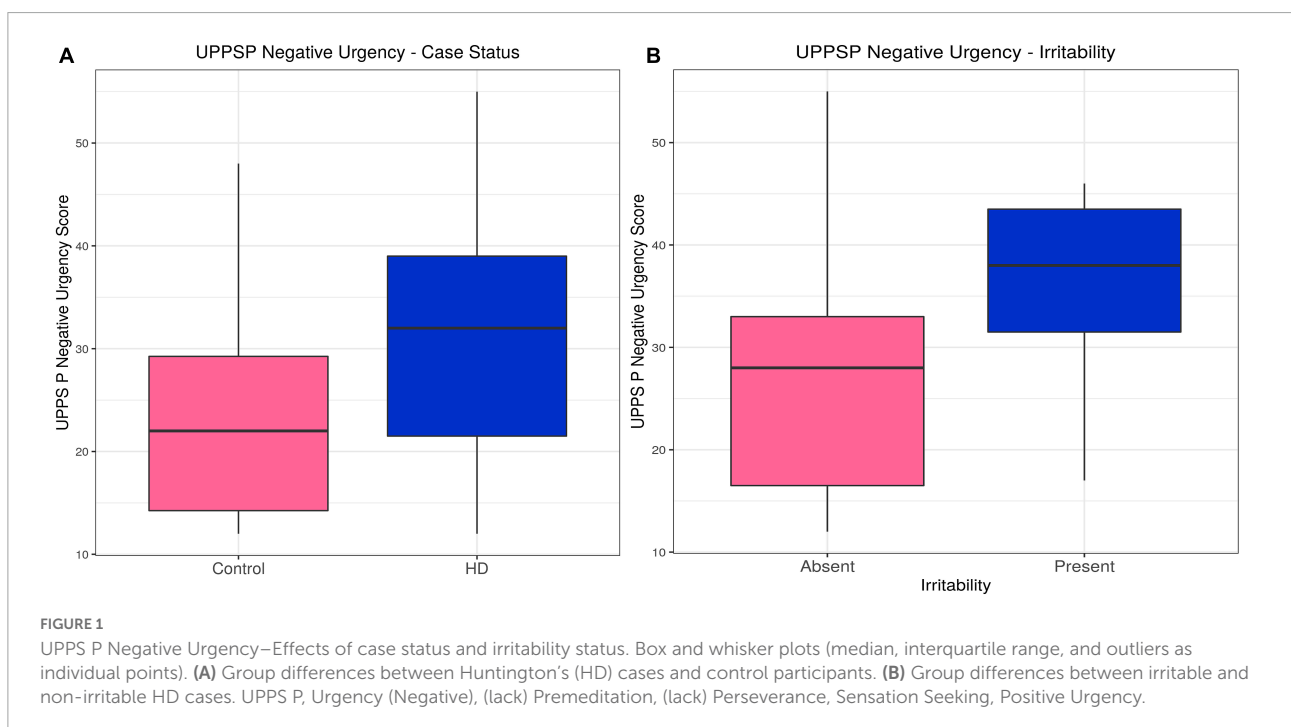 A
UPPSP Negative Urgency - Case Status
UPPS P Negative Urgency Score
50
40
30
20
10
Control
HD
B
UPPSP Negative Urgency - Irritability
UPPS P Negative Urgency Score
50
40
30
20
10
Absent
Present
Irritability
FIGURE 1
UPPS P Negative Urgency–Effects of case status and irritability status. Box and whisker plots (median, interquartile range, and outliers as
individual points). (A) Group differences between Huntington's (HD) cases and control participants. (B) Group differences between irritable and
non-irritable HD cases. UPPS P, Urgency (Negative), (lack) Premeditation, (lack) Perseverance, Sensation Seeking, Positive Urgency.